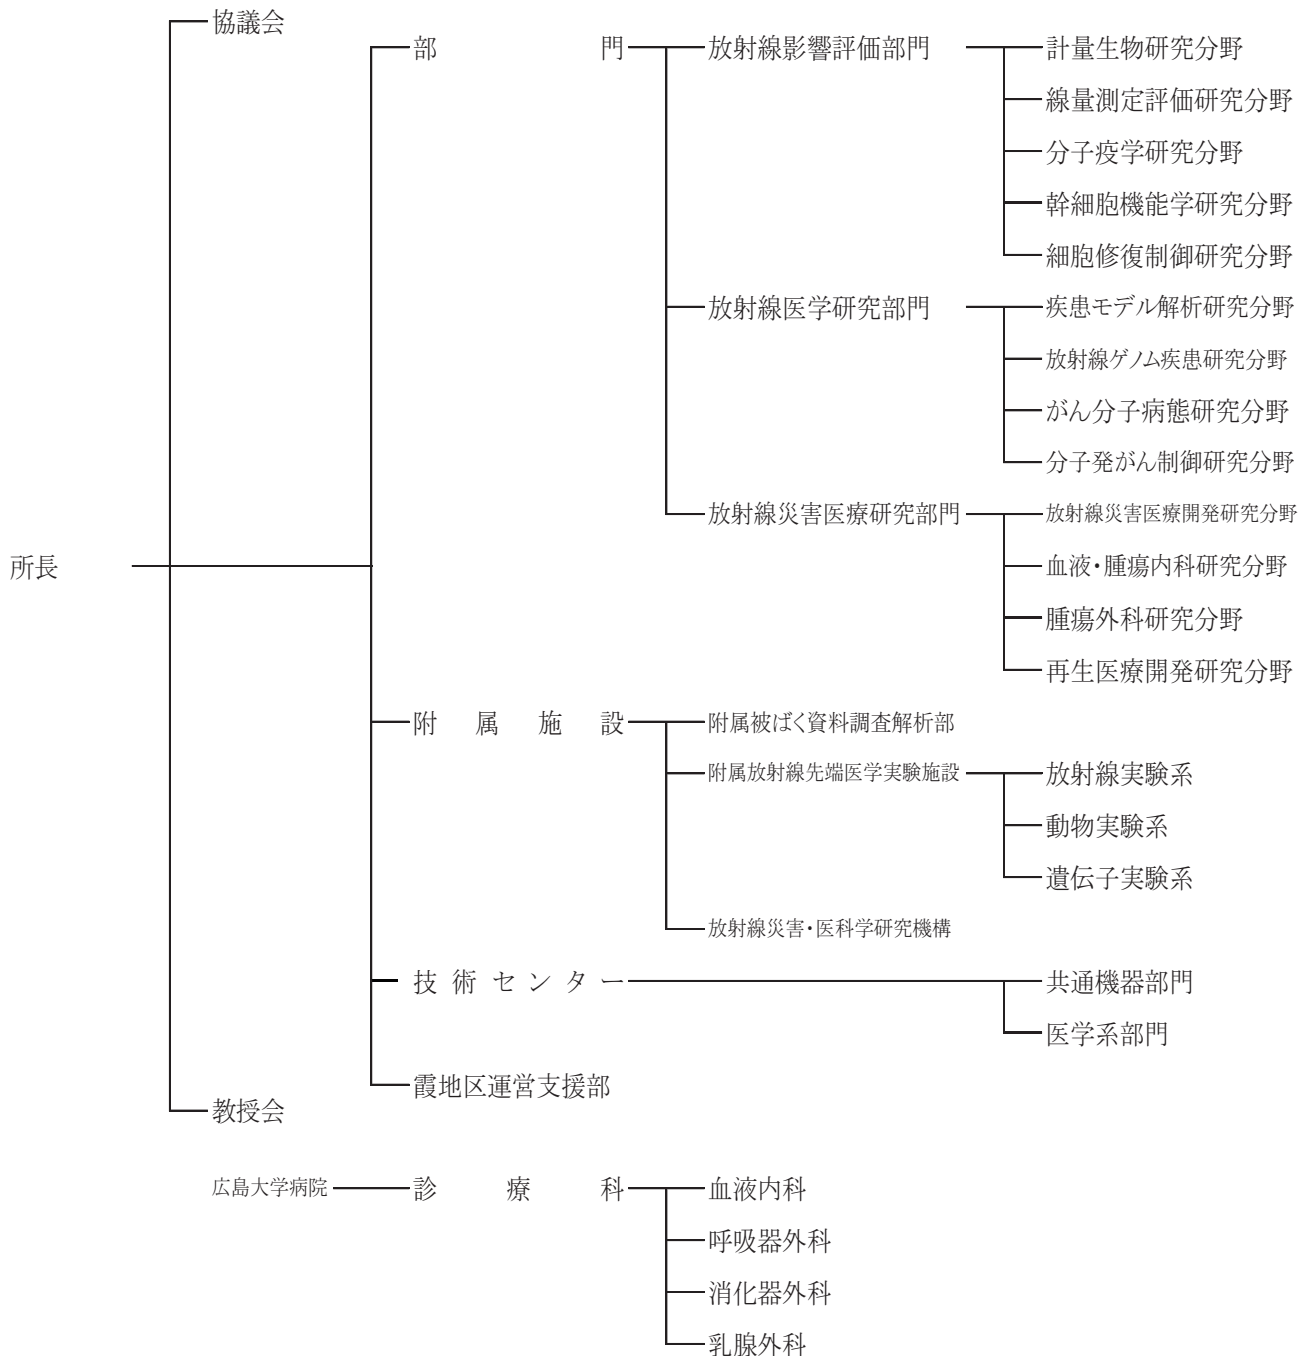 協議会
部門
放射線影響評価部門
計量生物研究分野
線量測定評価研究分野
分子疫学研究分野
幹細胞機能学研究分野
細胞修復制御研究分野
放射線医学研究部門
疾患モデル解析研究分野
放射線ゲノム疾患研究分野
がん分子病態研究分野
分子発がん制御研究分野
放射線災害医療研究部門
放射線災害医療開発研究分野
所長
血液・腫瘍内科研究分野
腫瘍外科研究分野
再生医療開発研究分野
附属施設
附属被ばく資料調査解析部
附属放射線先端医学実験施設
放射線実験系
動物実験系
遺伝子実験系
放射線災害・医科学研究機構
技術センター
共通機器部門
医学系部門
霞地区運営支援部
教授会
広島大学病院
診療科
血液内科
呼吸器外科
消化器外科
乳腺外科